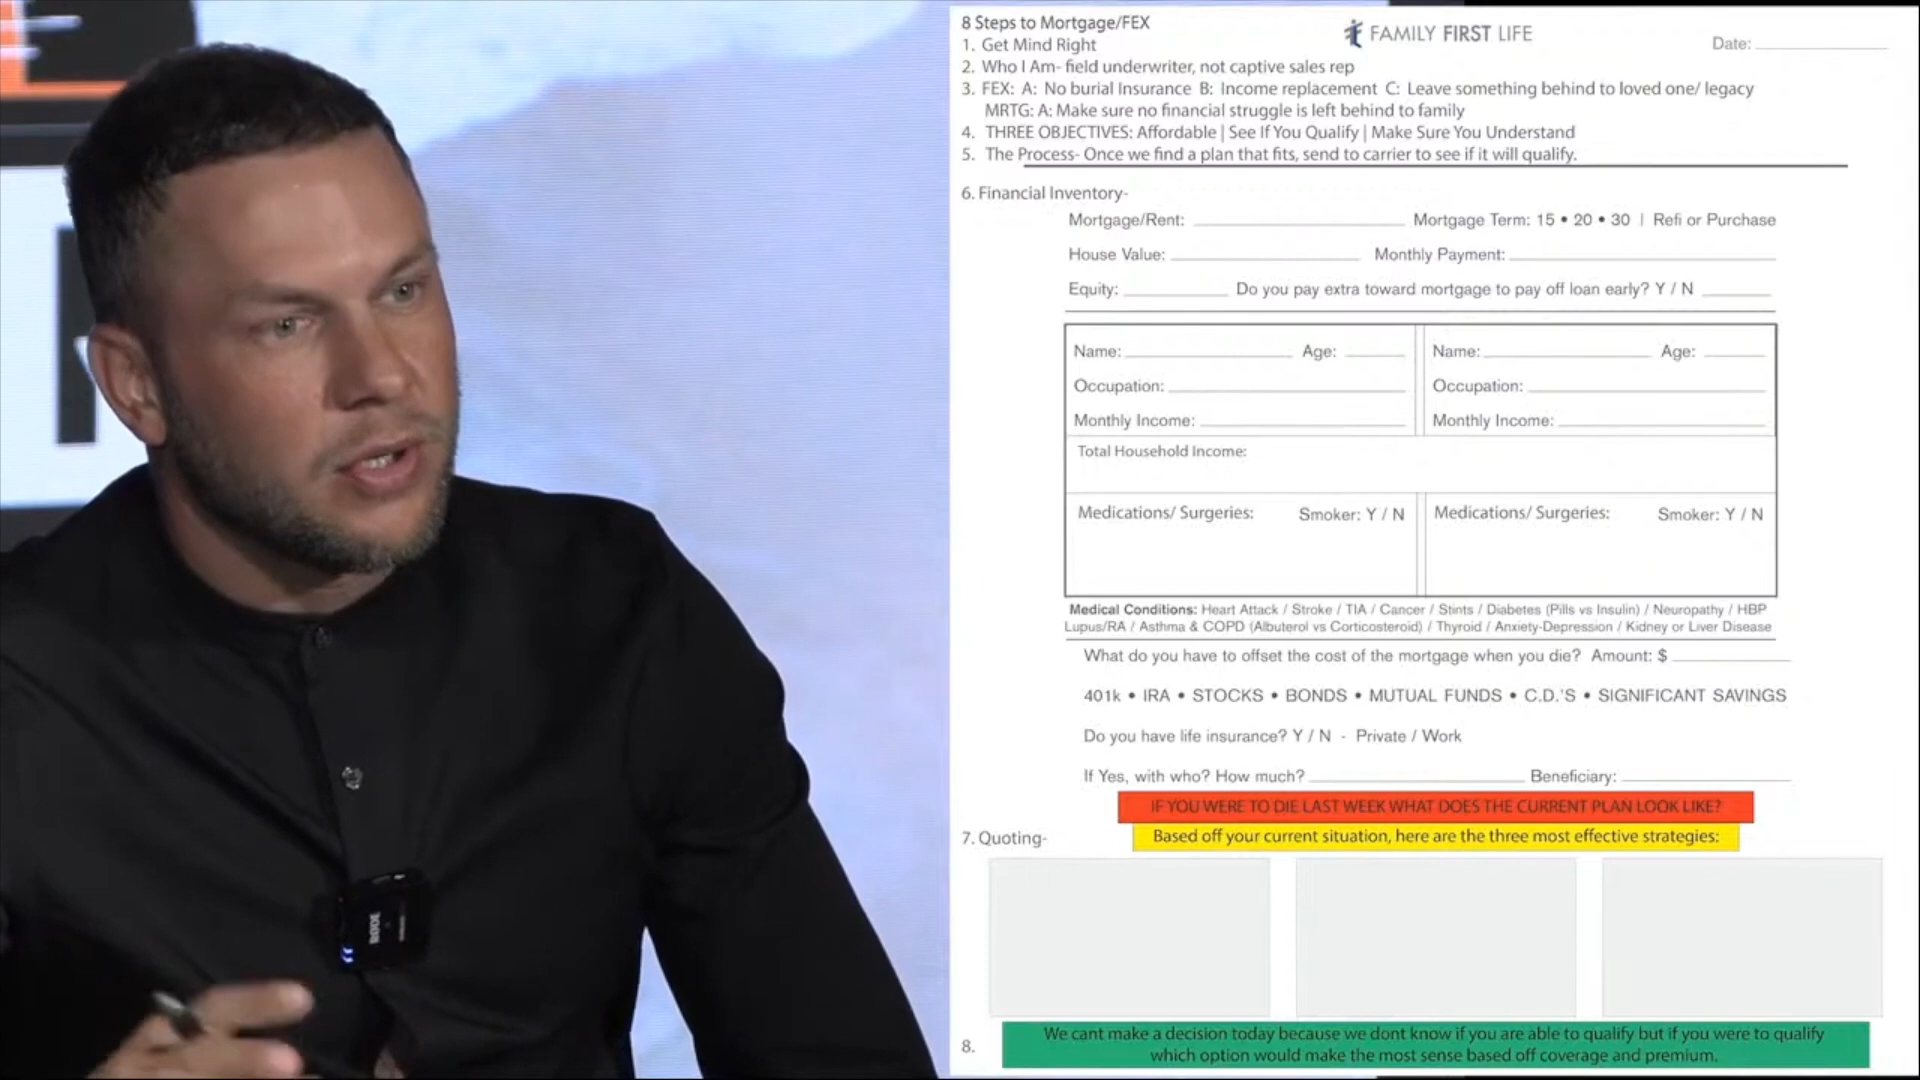 8 Steps to Mortgage/FEX
FAMILY FIRST LIFE
Date:
1. Get Mind Right
2. Who I Am- field underwriter, not captive sales rep
3. FEX: A: No burial Insurance B: Income replacement C: Leave something behind to loved one/ legacy
MRTG: A: Make sure no financial struggle is left behind to family
4. THREE OBJECTIVES: Affordable | See If You Qualify | Make Sure You Understand
5. The Process- Once we find a plan that fits, send to carrier to see if it will qualify.
6. Financial Inventory-
Mortgage/Rent: Mortgage Term: 15 • 20 • 30 | Refi or Purchase
House Value: Monthly Payment:
Equity: Do you pay extra toward mortgage to pay off loan early? Y / N
Name: Age: Name: Age:
Occupation: Occupation:
Monthly Income: Monthly Income:
Total Household Income:
Medications/ Surgeries: Smoker: Y / N Medications/ Surgeries: Smoker: Y / N
Medical Conditions: Heart Attack / Stroke / TIA / Cancer / Stints / Diabetes (Pills vs Insulin) / Neuropathy / HBP
Lupus/RA / Asthma & COPD (Albuterol vs Corticosteroid) / Thyroid / Anxiety-Depression / Kidney or Liver Disease
What do you have to offset the cost of the mortgage when you die? Amount: $
401k • IRA • STOCKS • BONDS • MUTUAL FUNDS • C.D.'S • SIGNIFICANT SAVINGS
Do you have life insurance? Y / N - Private / Work
If Yes, with who? How much? Beneficiary:
IF YOU WERE TO DIE LAST WEEK WHAT DOES THE CURRENT PLAN LOOK LIKE?
7. Quoting-
Based off your current situation, here are the three most effective strategies:
8.
We cant make a decision today because we dont know if you are able to qualify but if you were to qualify
which option would make the most sense based off coverage and premium.
RODE